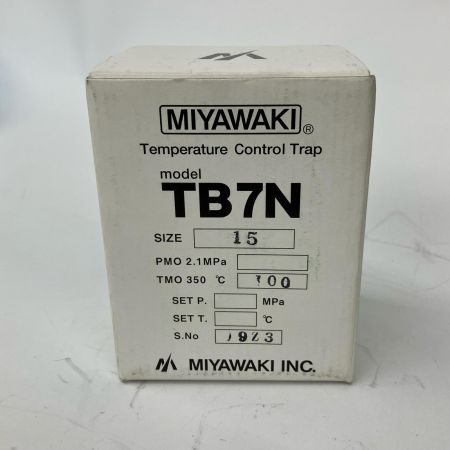 MIYAWAKI ®
Temperature Control Trap
model
TB7N
SIZE 15
PMO 2.1MPa
TMO 350 °C 100
SET P. MPa
SET T. °C
S.No
MIYAWAKI INC.